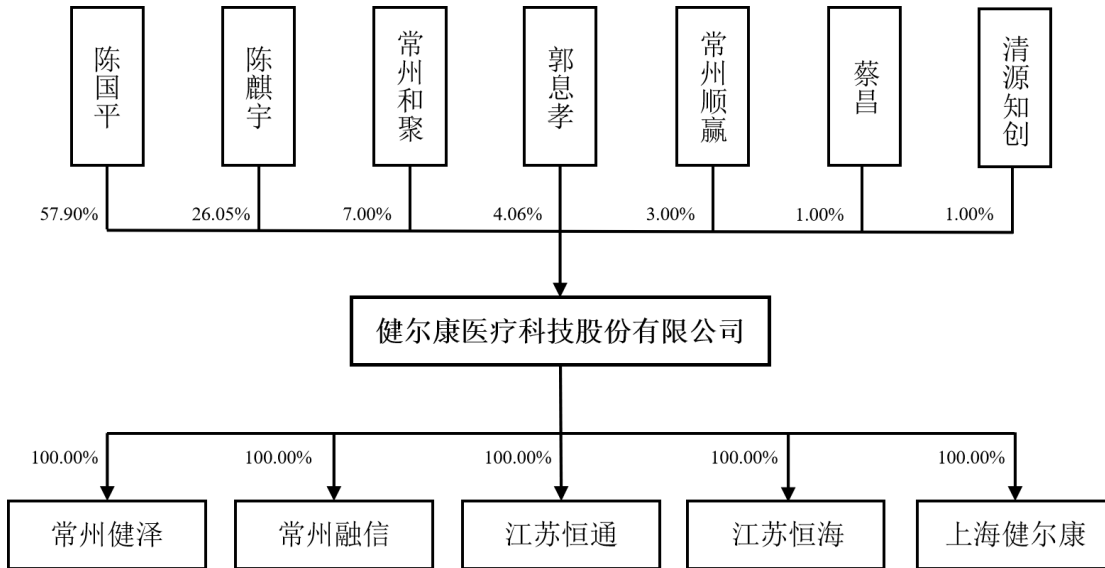 陈国平
陈麒宇
常州和聚
郭息孝
常州顺赢
蔡昌
清源知创
57.90%
26.05%
7.00%
4.06%
3.00%
1.00%
1.00%
健尔康医疗科技股份有限公司
100.00%
100.00%
100.00%
100.00%
100.00%
常州健泽
常州融信
江苏恒通
江苏恒海
上海健尔康